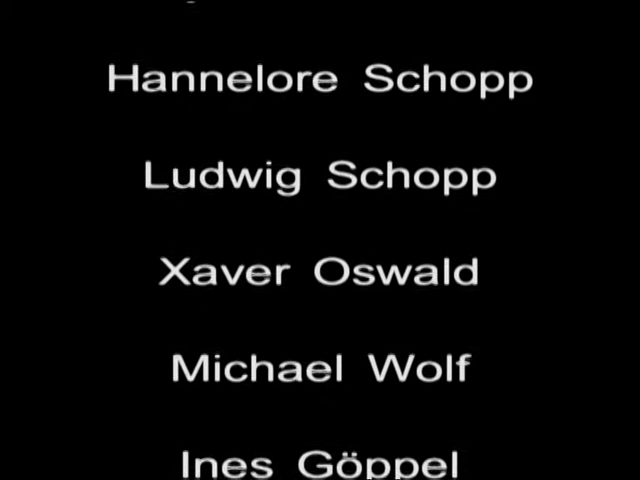 Hannelore Schopp
Ludwig Schopp
Xaver Oswald
Michael Wolf
Ines Göppel